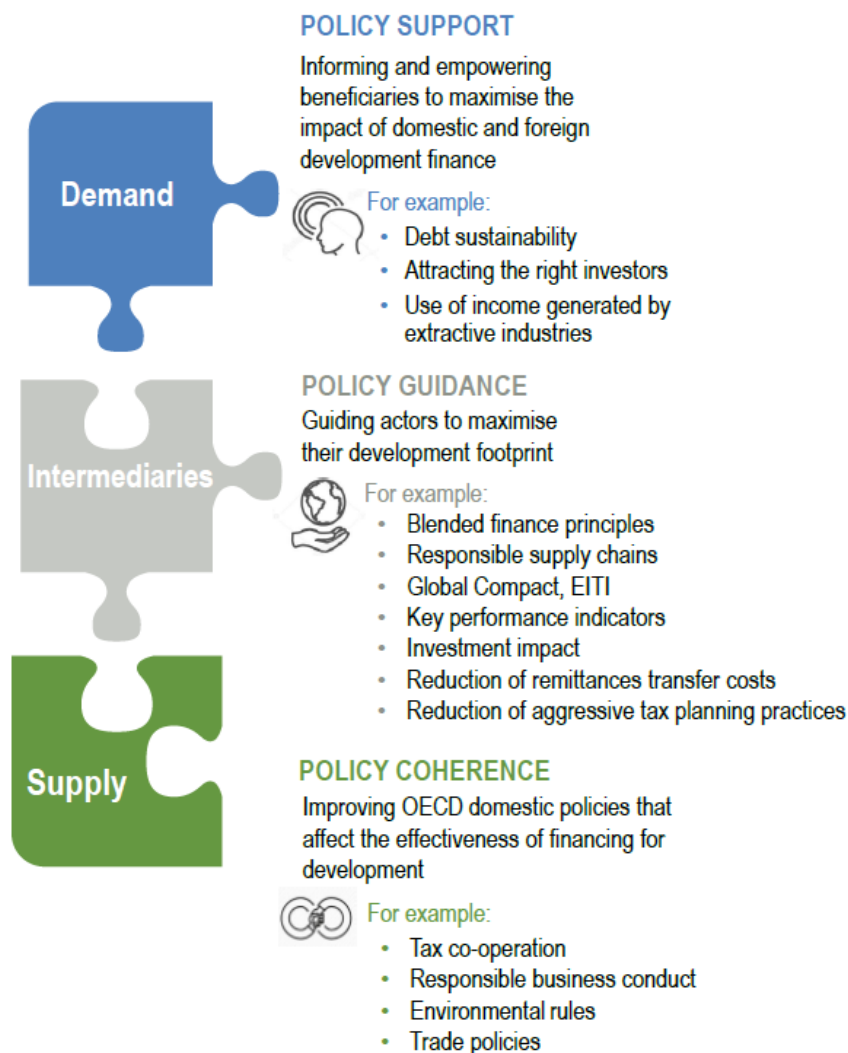 POLICY SUPPORT
Informing and empowering
beneficiaries to maximise the
impact of domestic and foreign
development finance
Demand
For example:
• Debt sustainability
• Attracting the right investors
• Use of income generated by
extractive industries
POLICY GUIDANCE
Guiding actors to maximise
their development footprint
Intermediaries
For example:
• Blended finance principles
• Responsible supply chains
• Global Compact, EITI
• Key performance indicators
• Investment impact
• Reduction of remittances transfer costs
• Reduction of aggressive tax planning practices
Supply
POLICY COHERENCE
Improving OECD domestic policies that
affect the effectiveness of financing for
development
For example:
• Tax co-operation
• Responsible business conduct
• Environmental rules
• Trade policies